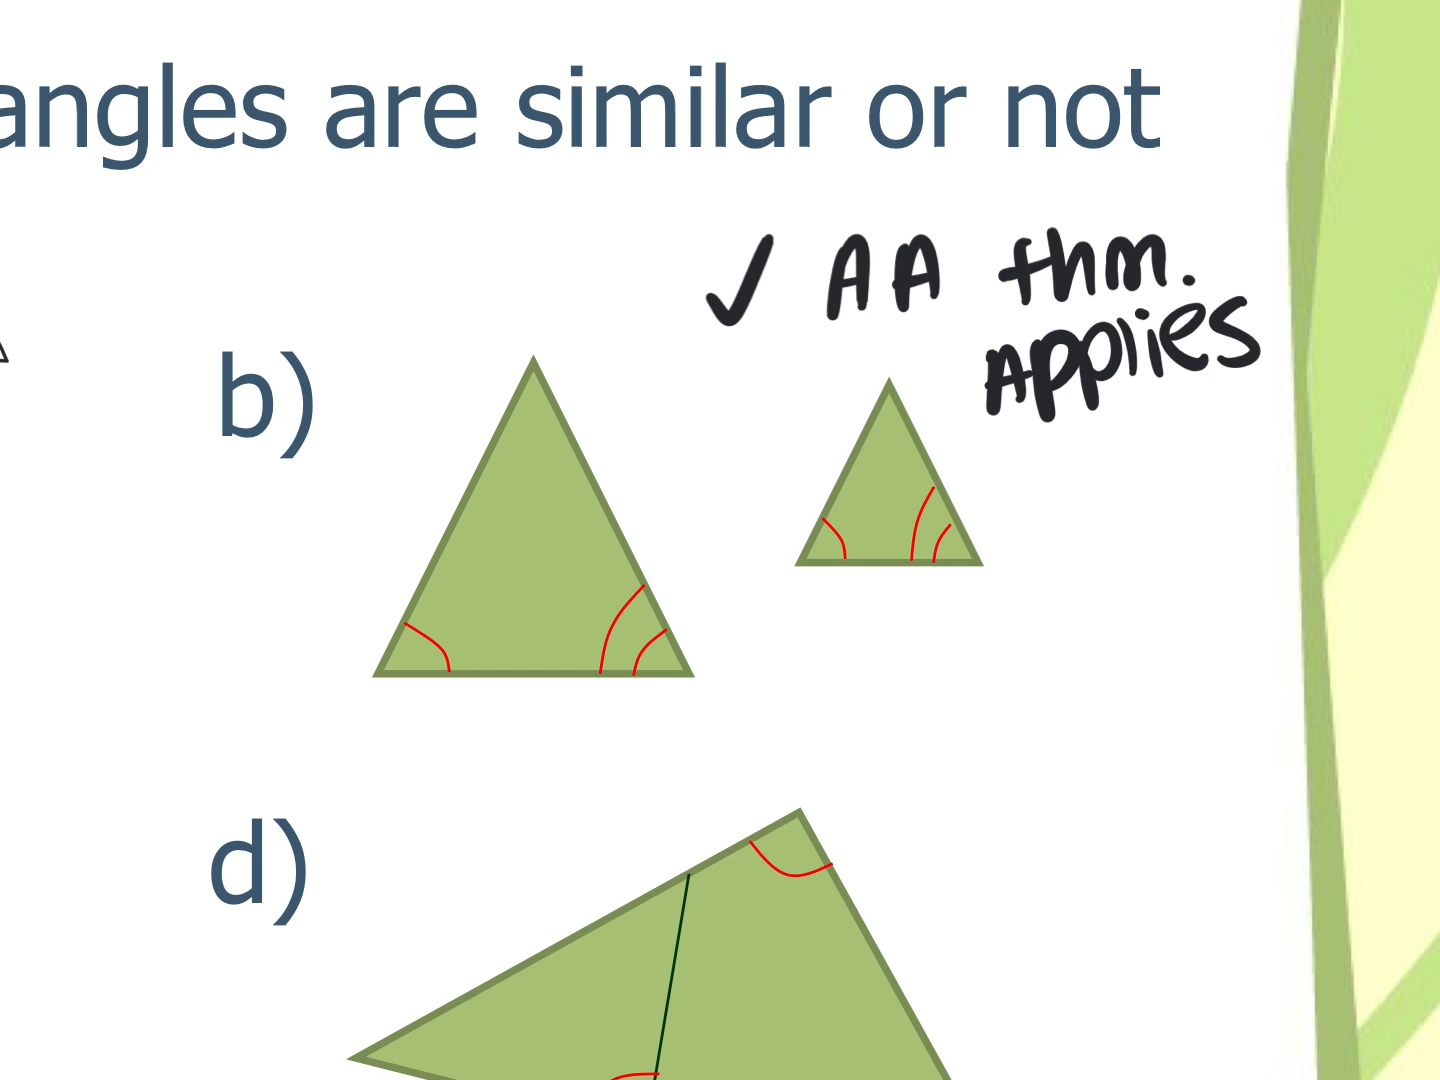 angles are similar or not
✓ AA thm.
Applies
b)
d)